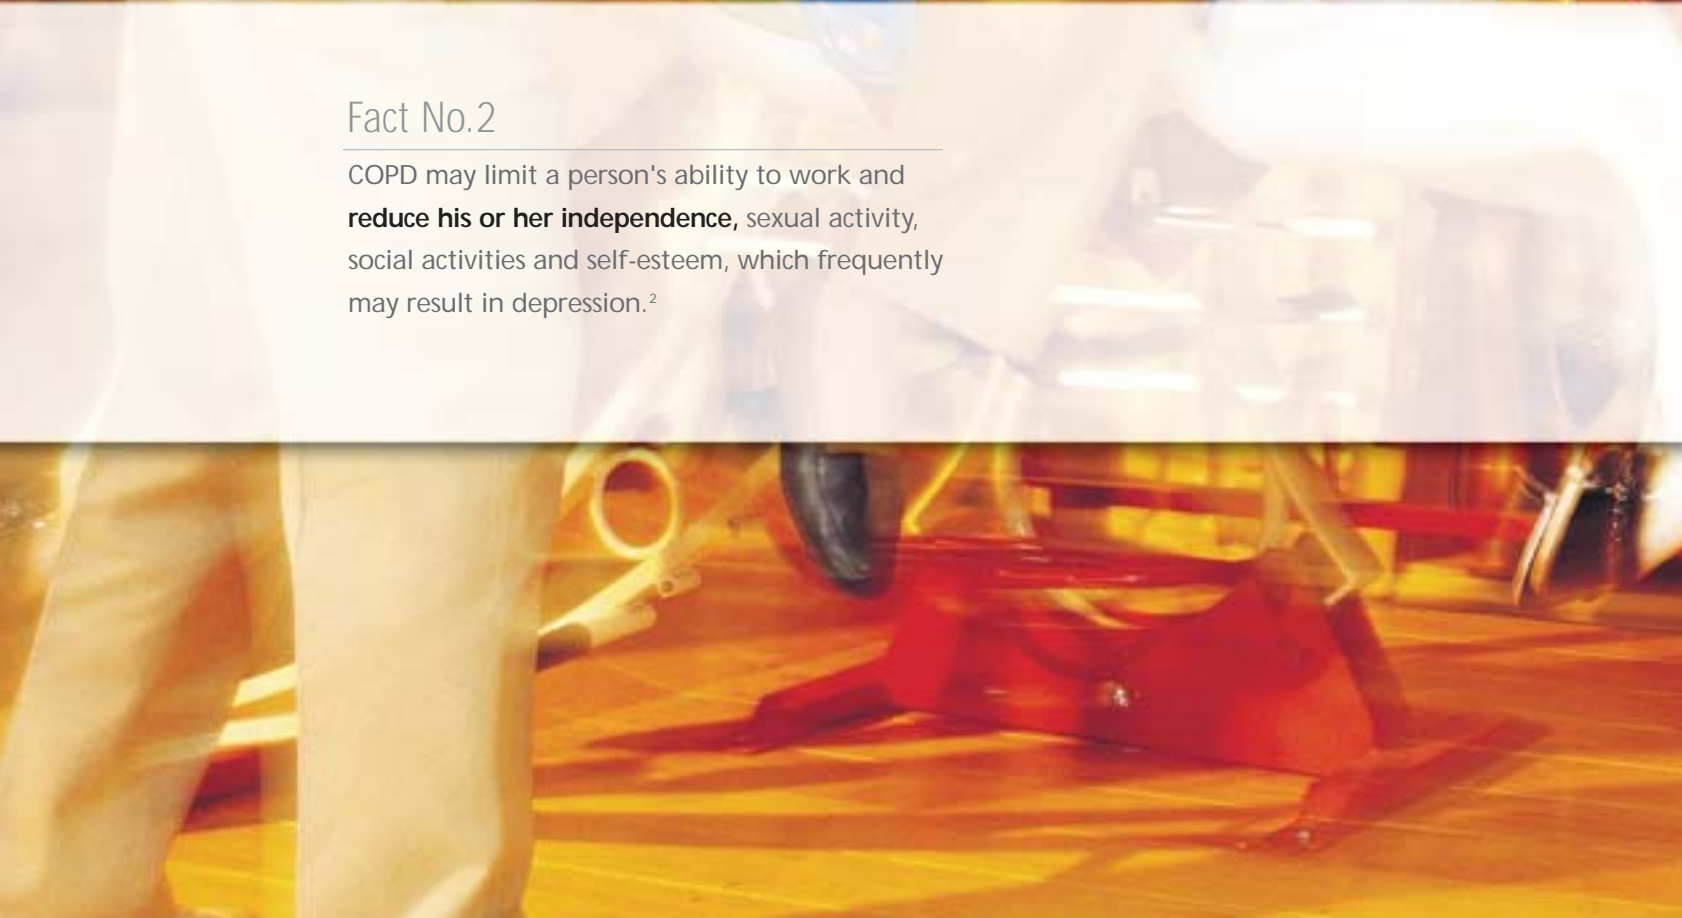 Fact No.2
COPD may limit a person's ability to work and
reduce his or her independence, sexual activity,
social activities and self-esteem, which frequently
may result in depression.²